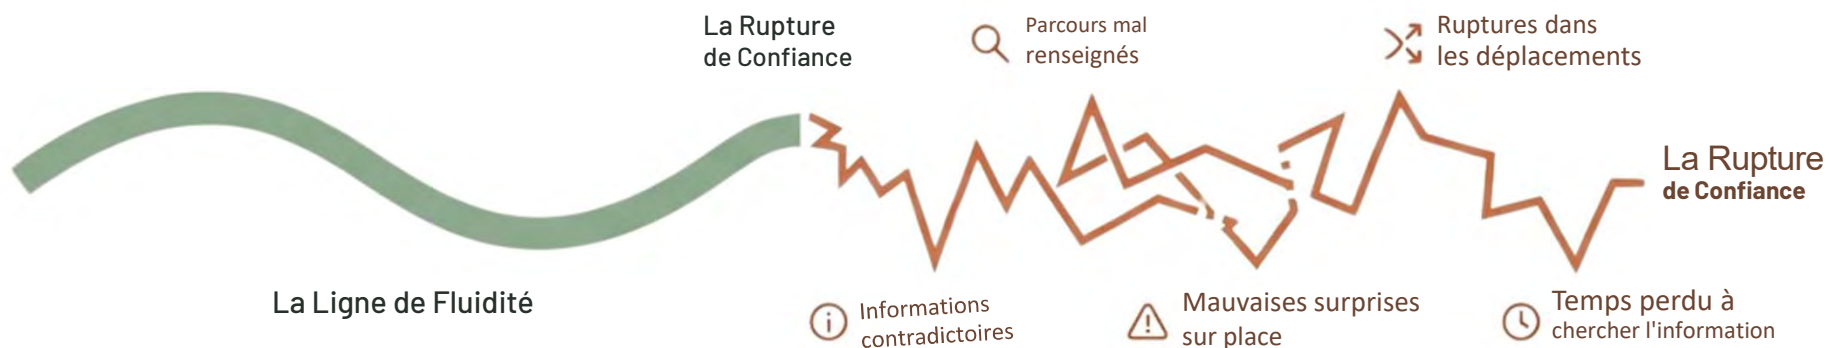 La Rupture
de Confiance
Parcours mal
renseignés
Ruptures dans
les déplacements
La Rupture
de Confiance
La Ligne de Fluidité
Informations
contradictoires
Mauvaises surprises
sur place
Temps perdu à
chercher l'information